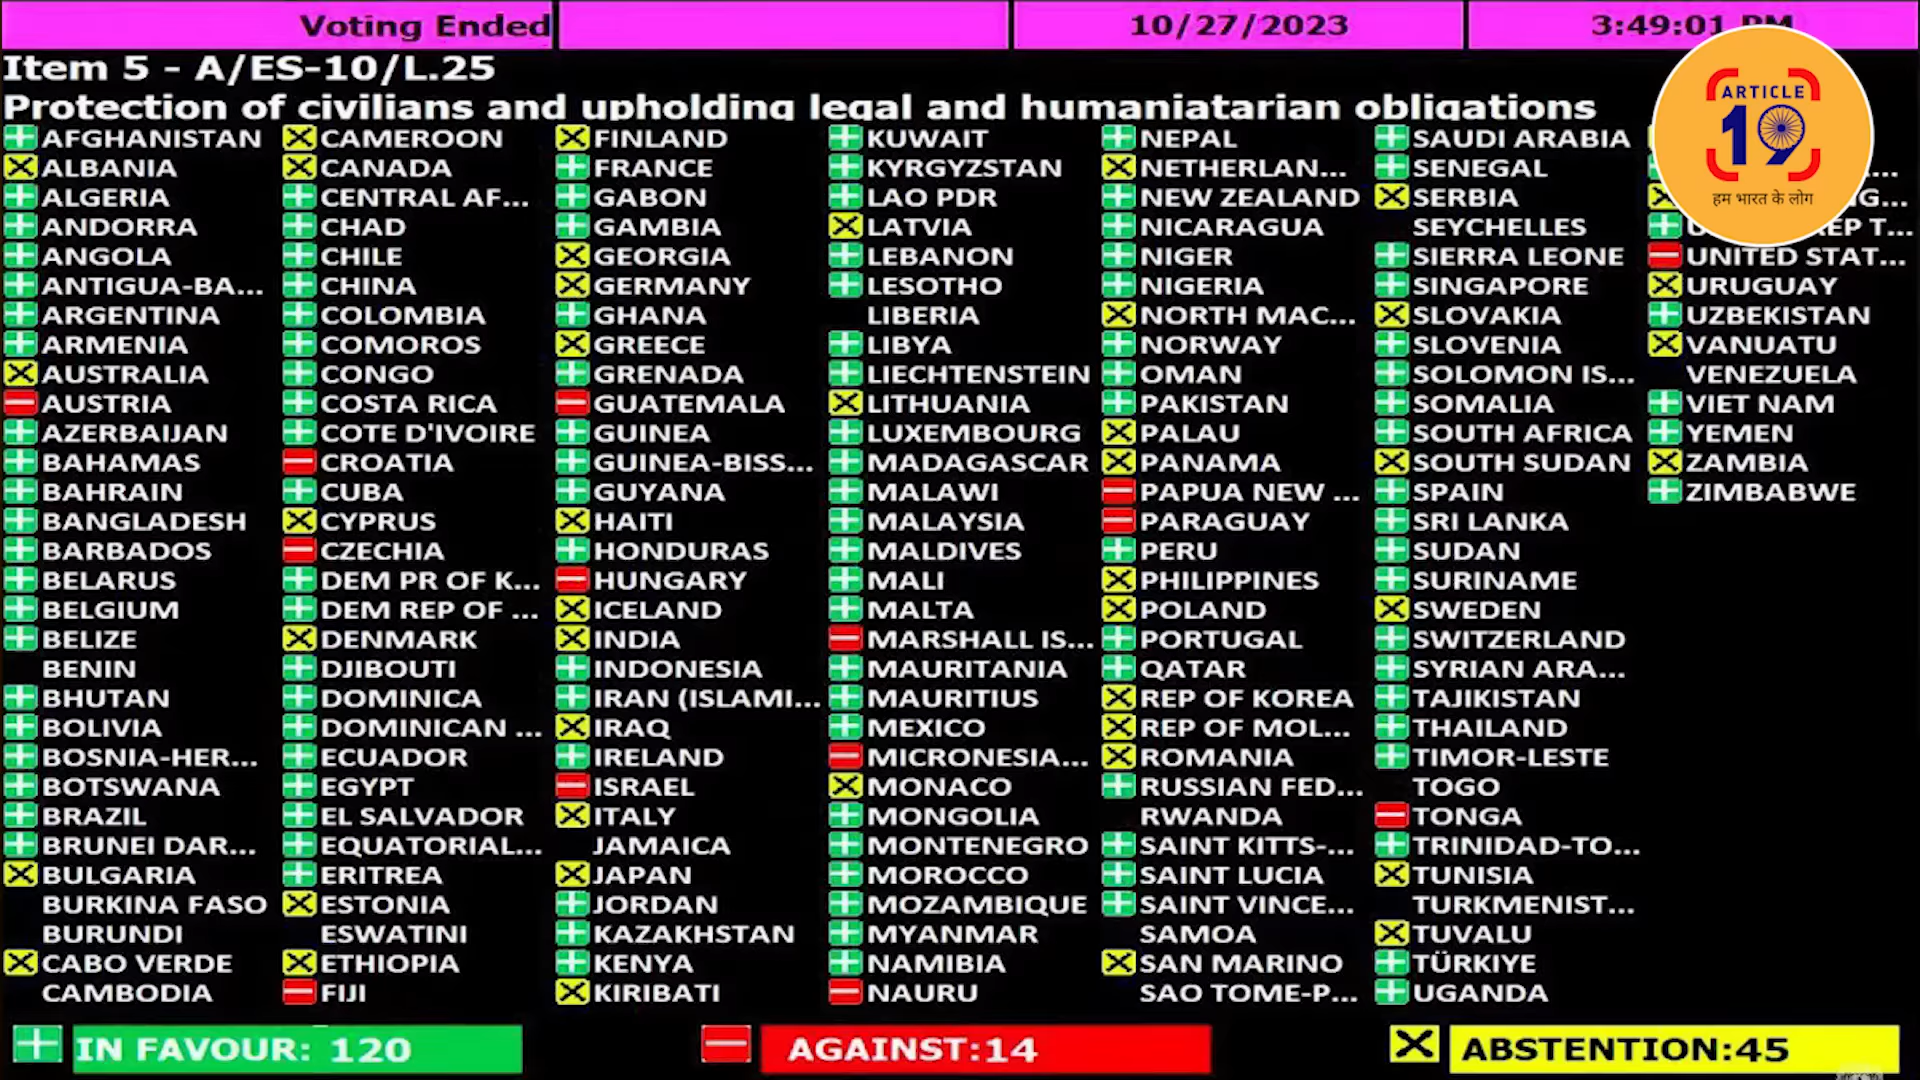 Voting Ended 10/27/2023 3:49:01 PM
Item 5 - A/ES-10/L.25
Protection of civilians and upholding legal and humaniatarian obligations
ARTICLE
19
हम भारत के लोग
AFGHANISTAN CAMEROON FINLAND KUWAIT NEPAL SAUDI ARABIA
ALBANIA CANADA FRANCE KYRGYZSTAN NETHERLAN... SENEGAL ...
ALGERIA CENTRAL AF... GABON LAO PDR NEW ZEALAND SERBIA G...
ANDORRA CHAD GAMBIA LATVIA NICARAGUA SEYCHELLES EP T...
ANGOLA CHILE GEORGIA LEBANON NIGER SIERRA LEONE UNITED STAT...
ANTIGUA-BA... CHINA GERMANY LESOTHO NIGERIA SINGAPORE URUGUAY
ARGENTINA COLOMBIA GHANA LIBERIA NORTH MAC... SLOVAKIA UZBEKISTAN
ARMENIA COMOROS GREECE LIBYA NORWAY SLOVENIA VANUATU
AUSTRALIA CONGO GRENADA LIECHTENSTEIN OMAN SOLOMON IS... VENEZUELA
AUSTRIA COSTA RICA GUATEMALA LITHUANIA PAKISTAN SOMALIA VIET NAM
AZERBAIJAN COTE D'IVOIRE GUINEA LUXEMBOURG PALAU SOUTH AFRICA YEMEN
BAHAMAS CROATIA GUINEA-BISS... MADAGASCAR PANAMA SOUTH SUDAN ZAMBIA
BAHRAIN CUBA GUYANA MALAWI PAPUA NEW ... SPAIN ZIMBABWE
BANGLADESH CYPRUS HAITI MALAYSIA PARAGUAY SRI LANKA
BARBADOS CZECHIA HONDURAS MALDIVES PERU SUDAN
BELARUS DEM PR OF K... HUNGARY MALI PHILIPPINES SURINAME
BELGIUM DEM REP OF ... ICELAND MALTA POLAND SWEDEN
BELIZE DENMARK INDIA MARSHALL IS... PORTUGAL SWITZERLAND
BENIN DJIBOUTI INDONESIA MAURITANIA QATAR SYRIAN ARA...
BHUTAN DOMINICA IRAN (ISLAMI... MAURITIUS REP OF KOREA TAJIKISTAN
BOLIVIA DOMINICAN ... IRAQ MEXICO REP OF MOL... THAILAND
BOSNIA-HER... ECUADOR IRELAND MICRONESIA... ROMANIA TIMOR-LESTE
BOTSWANA EGYPT ISRAEL MONACO RUSSIAN FED... TOGO
BRAZIL EL SALVADOR ITALY MONGOLIA RWANDA TONGA
BRUNEI DAR... EQUATORIAL... JAMAICA MONTENEGRO SAINT KITTS-... TRINIDAD-TO...
BULGARIA ERITREA JAPAN MOROCCO SAINT LUCIA TUNISIA
BURKINA FASO ESTONIA JORDAN MOZAMBIQUE SAINT VINCE... TURKMENIST...
BURUNDI ESWATINI KAZAKHSTAN MYANMAR SAMOA TUVALU
CABO VERDE ETHIOPIA KENYA NAMIBIA SAN MARINO TÜRKIYE
CAMBODIA FIJI KIRIBATI NAURU SAO TOME-P... UGANDA
IN FAVOUR: 120 AGAINST:14 ABSTENTION:45